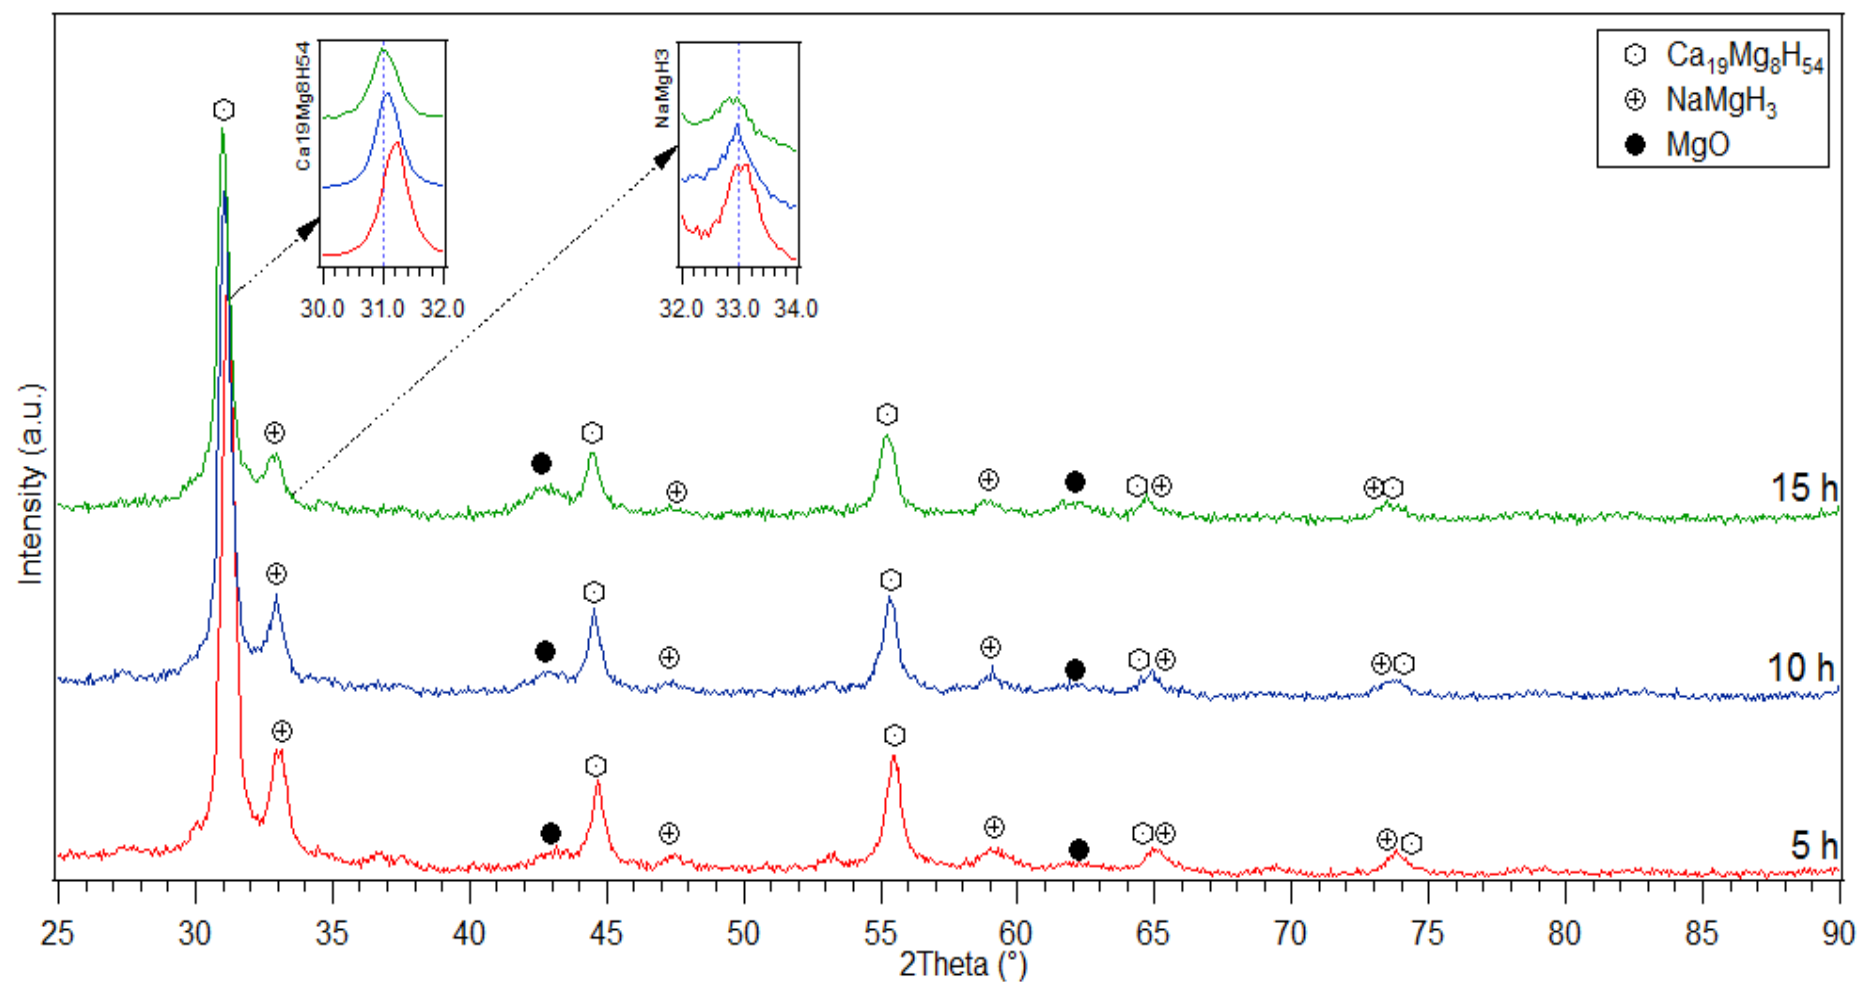 Ca19Mg8H54
30.0 31.0 32.0
NaMgH3
32.0 33.0 34.0
Ca₁₉Mg₈H₅₄
NaMgH₃
MgO
Intensity (a.u.)
15 h
10 h
5 h
25 30 35 40 45 50 55 60 65 70 75 80 85 90
2Theta (°)